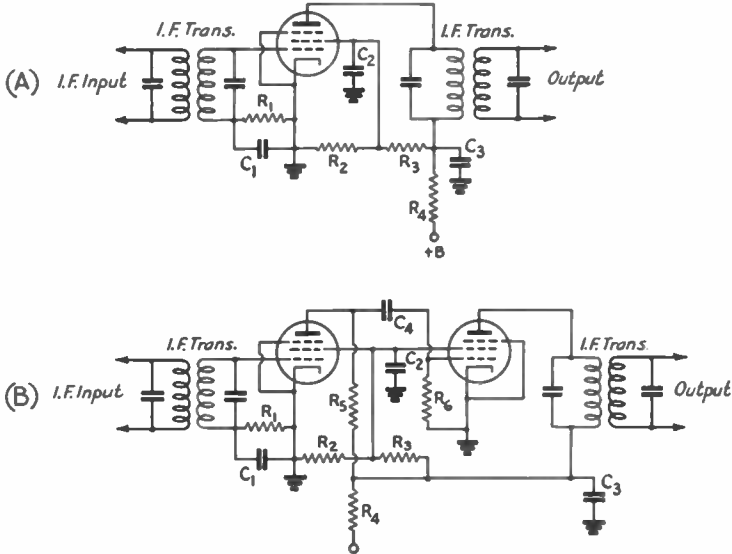 (A)
I.F. Trans.
I.F. Trans.
I.F. Input
Output
C2
R1
C1
R2
R3
C3
R4
+B
(B)
I.F. Trans.
I.F. Trans.
I.F. Input
Output
C4
C2
R5
R6
R1
C1
R2
R3
C3
R4